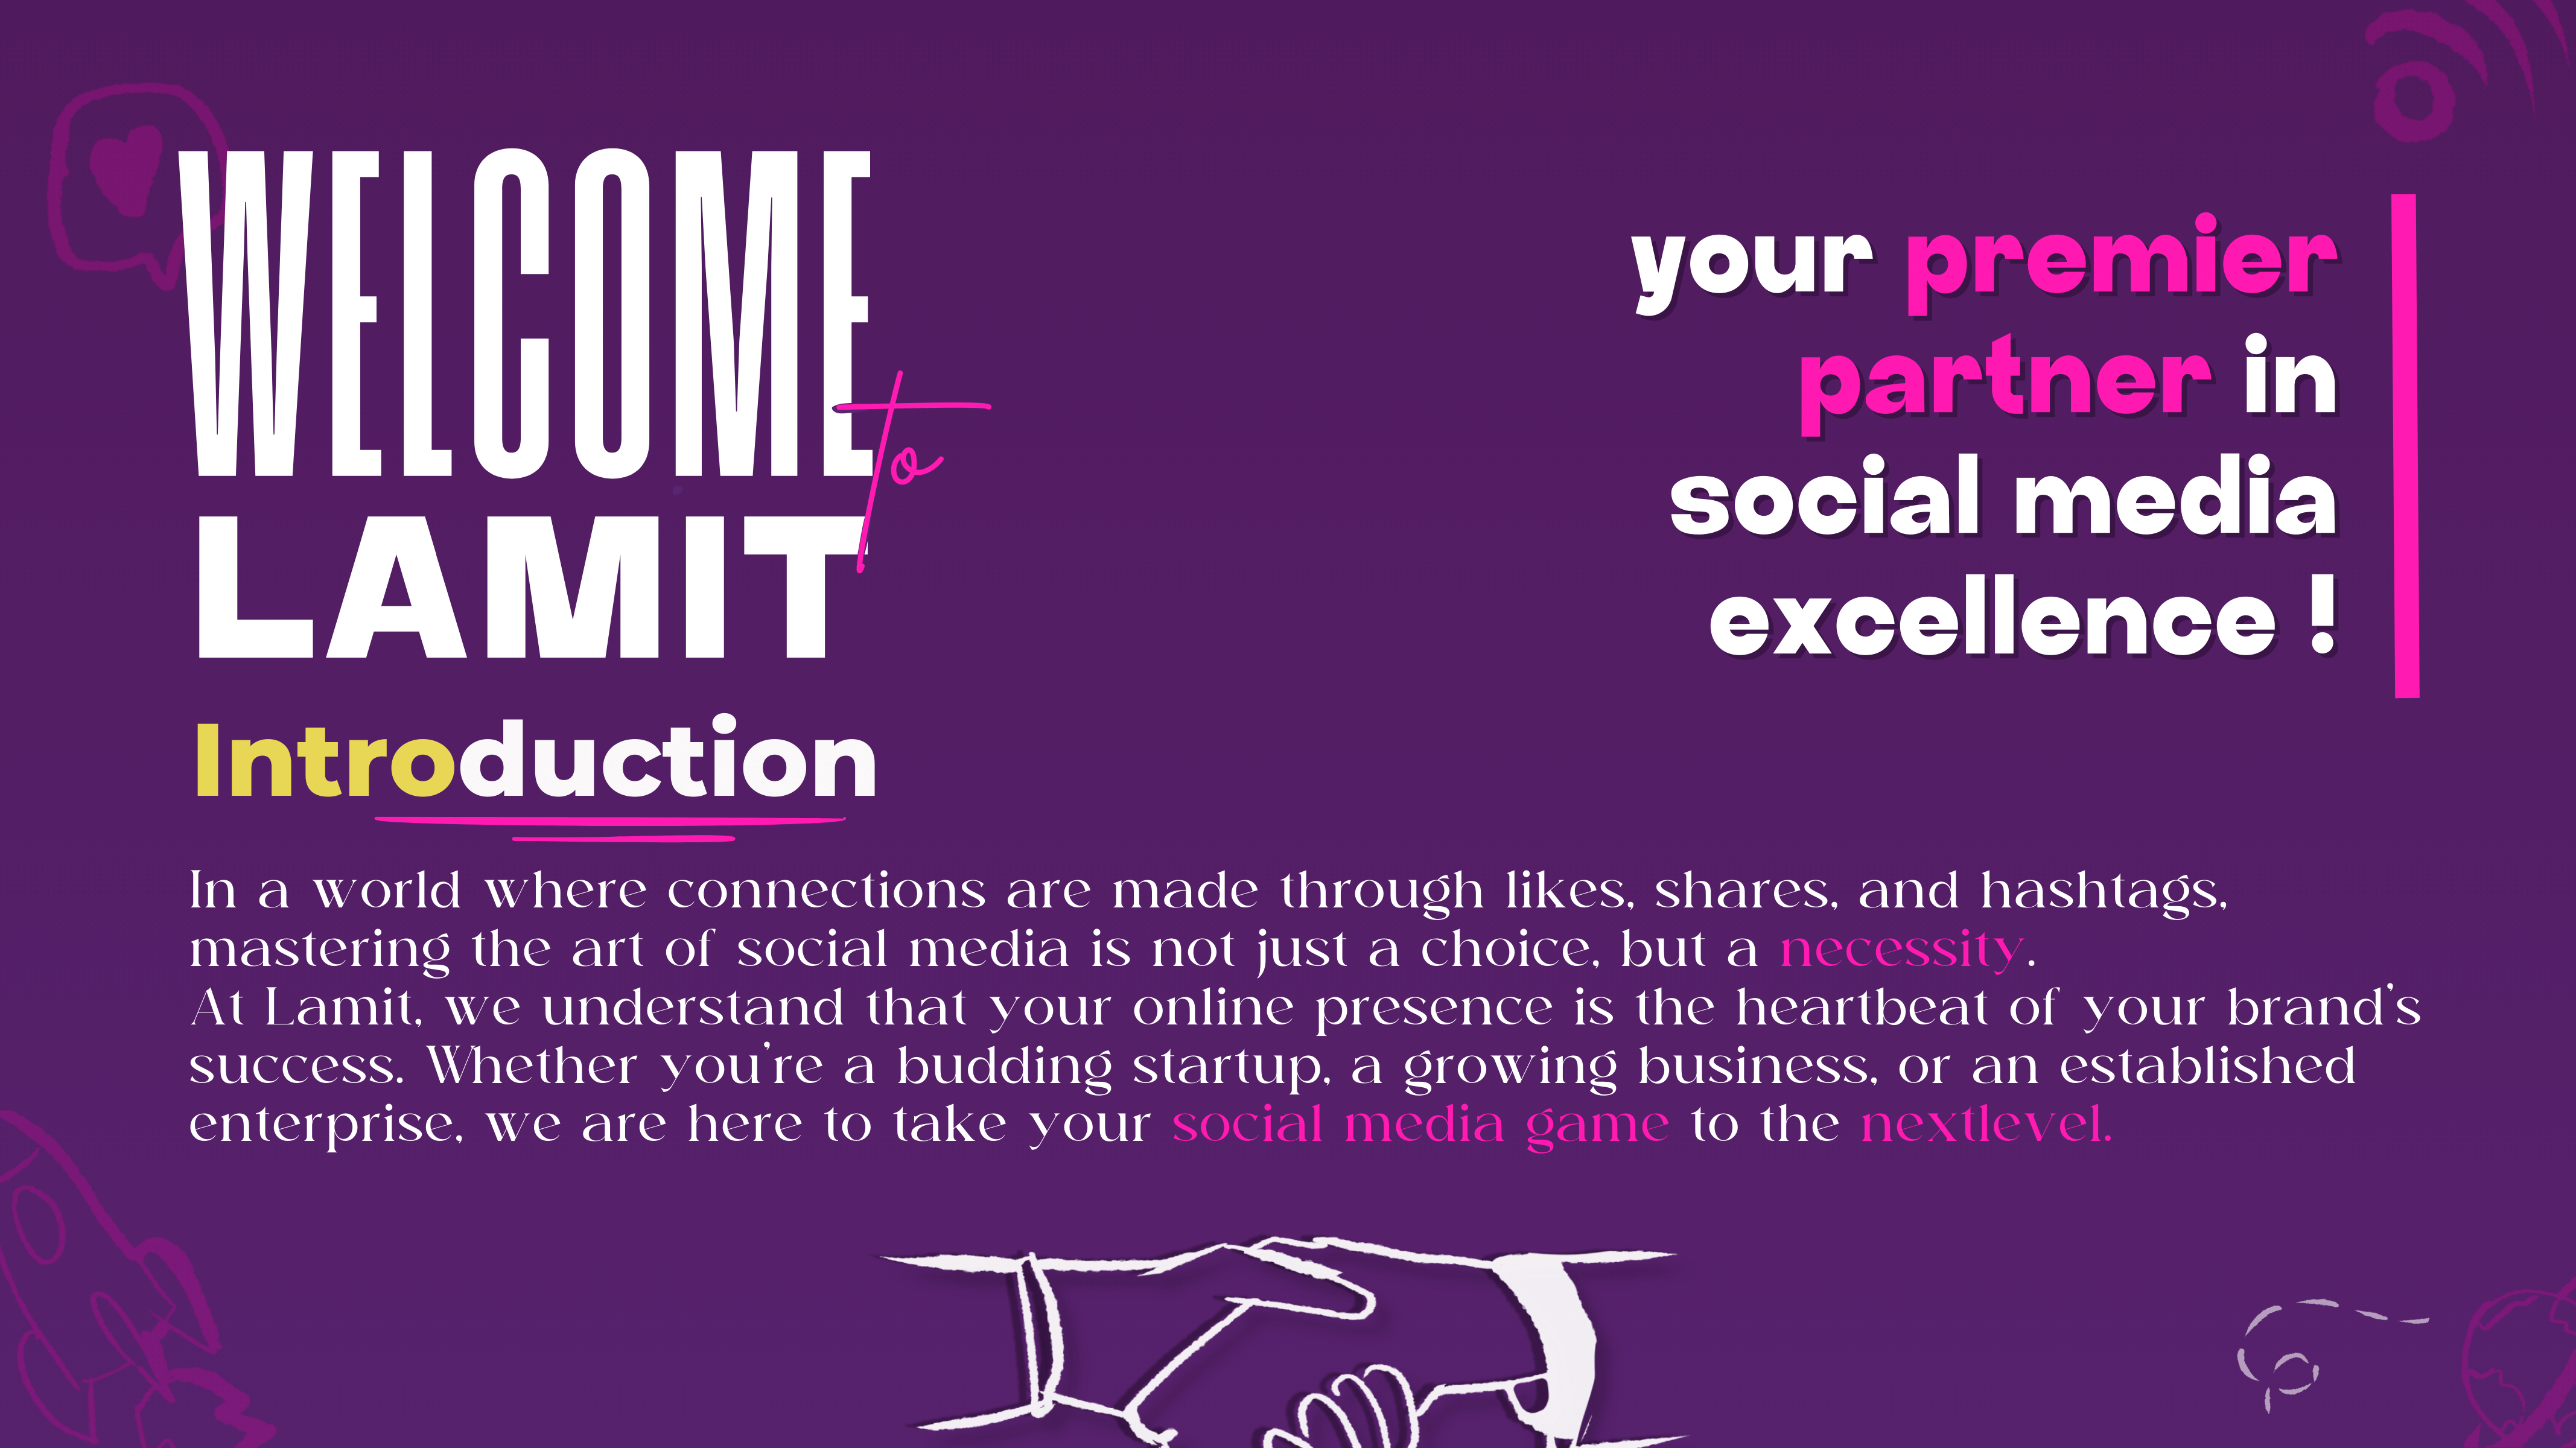 WELCOME
to
LAMIT
your premier
partner in
social media
excellence !
Introduction
In a world where connections are made through likes, shares, and hashtags,
mastering the art of social media is not just a choice, but a necessity.
At Lamit, we understand that your online presence is the heartbeat of your brand's
success. Whether you're a budding startup, a growing business, or an established
enterprise, we are here to take your social media game to the nextlevel.